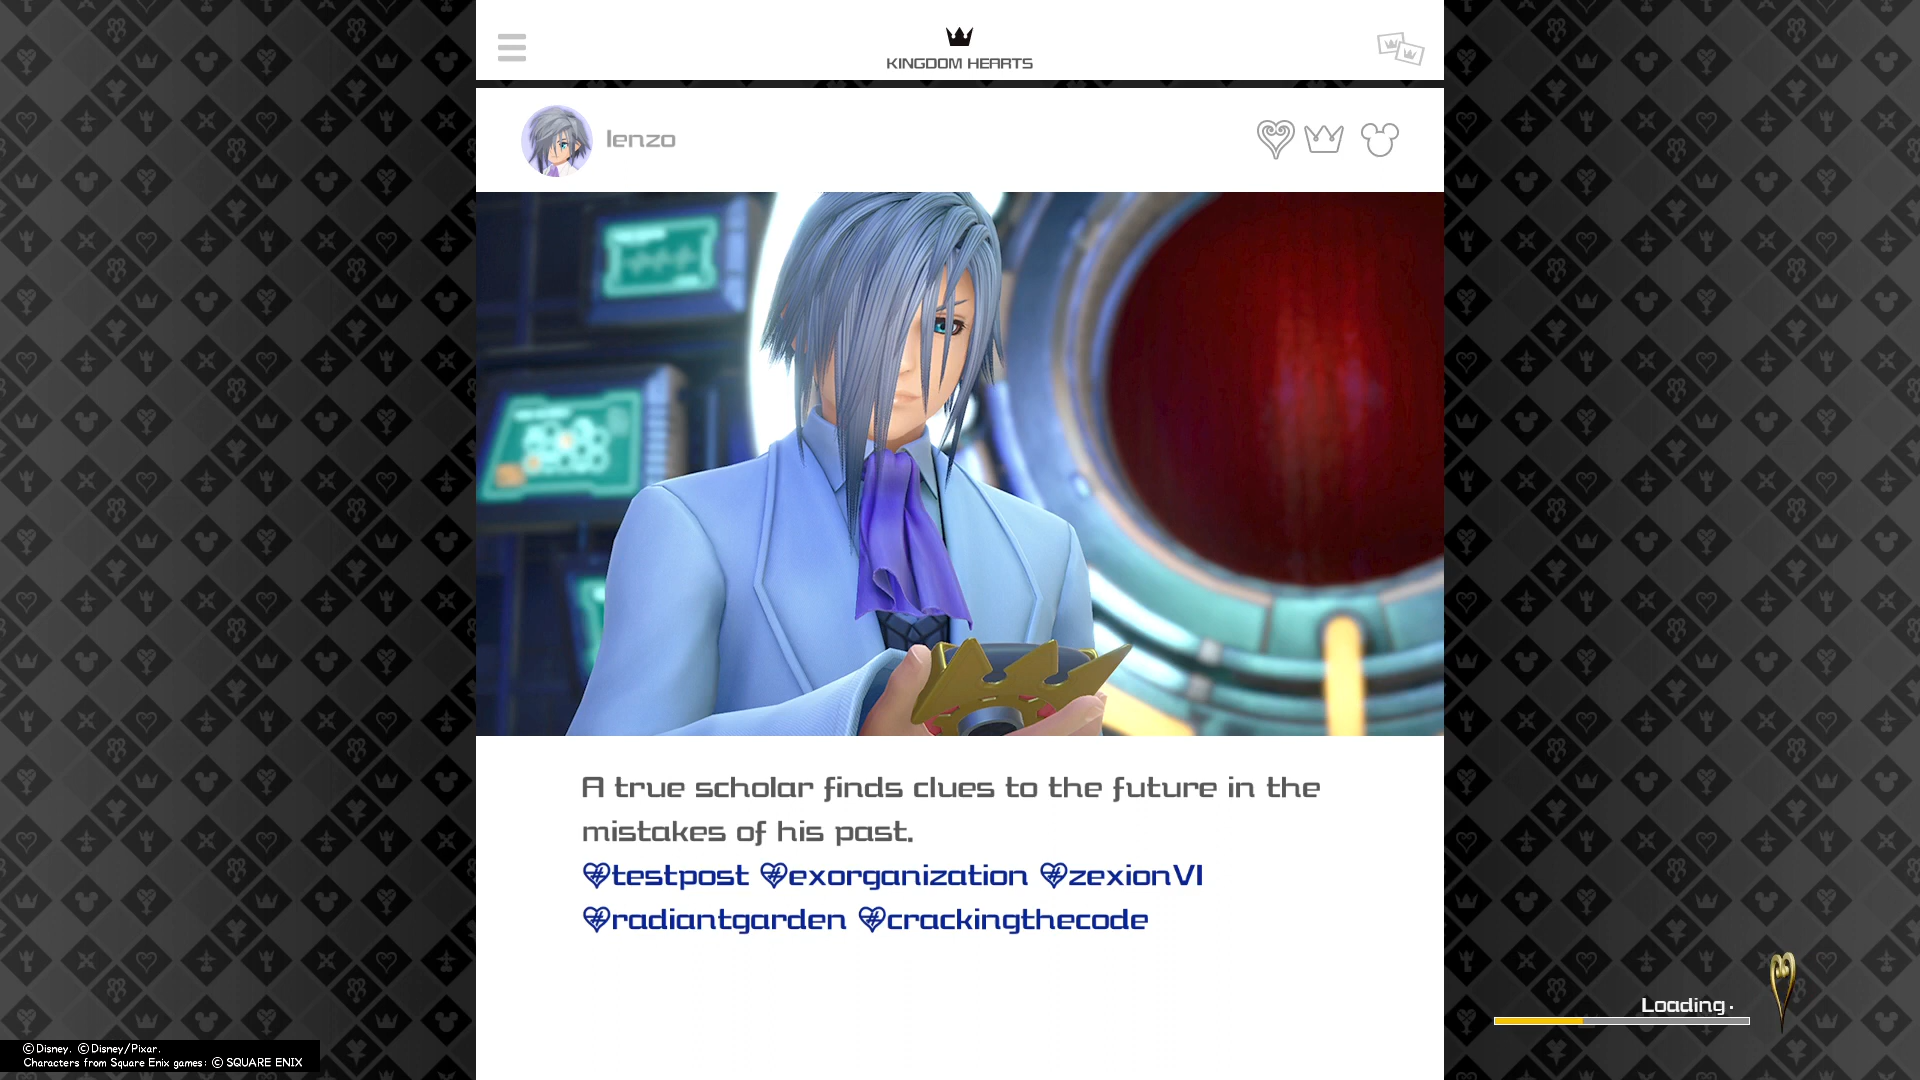 KINGDOM HEARTS
Ienzo
A true scholar finds clues to the future in the
mistakes of his past.
#testpost #exorganization #zexionVI
#radiantgarden #crackingthecode
Loading.
©Disney. ©Disney/Pixar.
Characters from Square Enix games: © SQUARE ENIX